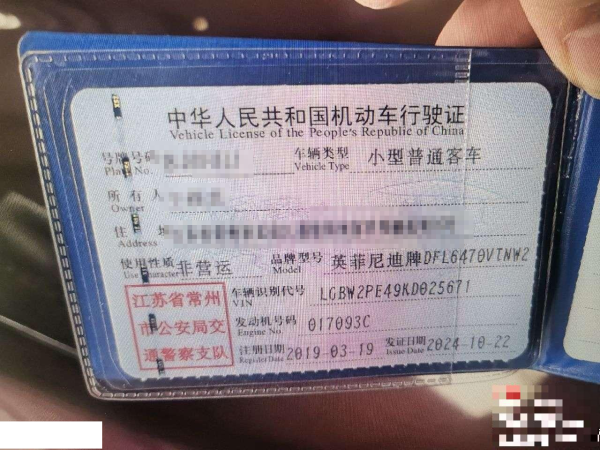 中华人民共和国机动车行驶证
Vehicle License of the People's Republic of China
号牌号码 车辆类型 小型普通客车
Plate No. Vehicle Type
所有人
Owner
住址
Address
使用性质 非营运 品牌型号 英菲尼迪牌DFL6470VTNW2
Use Character Model
江苏省常州 车辆识别代号 LGBW2PE49KD025671
VIN
市公安局交 发动机号码 017093C
Engine No.
通警察支队 注册日期 2019-03-19 发证日期 2024-10-22
Register Date Issue Date